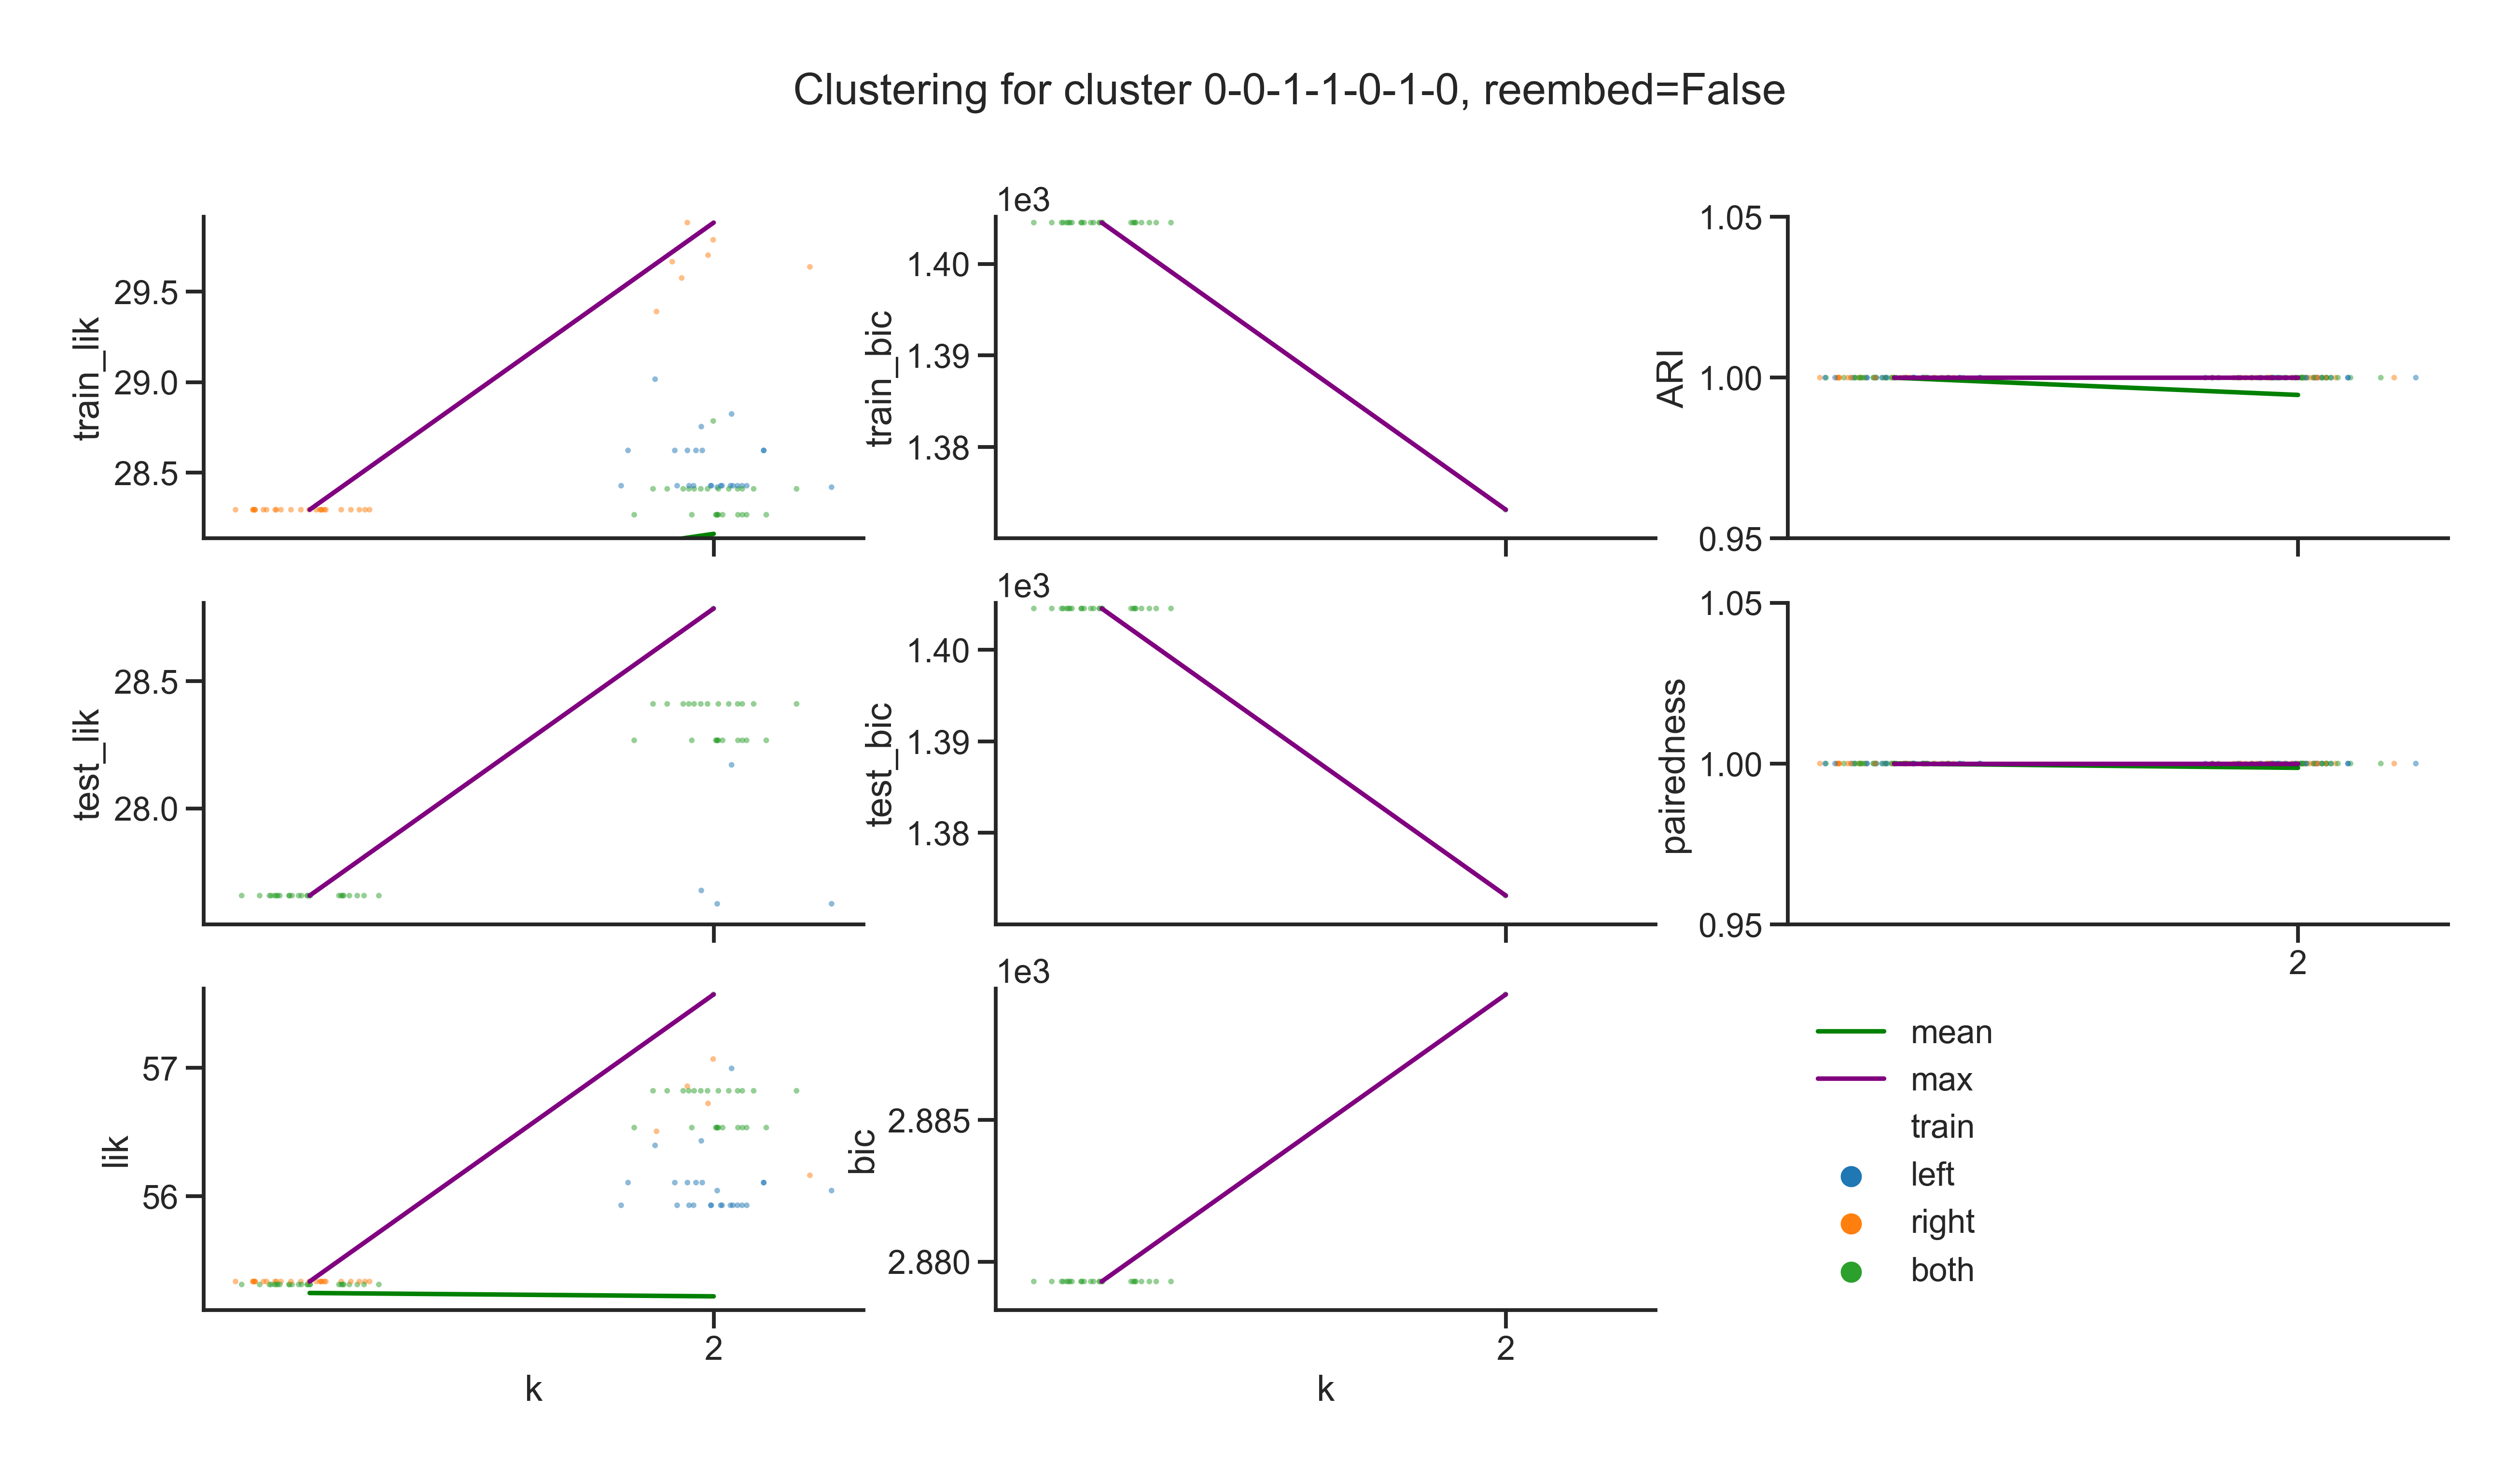 Clustering for cluster 0-0-1-1-0-1-0, reembed=False
train_lik
29.5
29.0
28.5
1e3
train_bic
1.40
1.39
1.38
ARI
1.05
1.00
0.95
test_lik
28.5
28.0
1e3
test_bic
1.40
1.39
1.38
pairedness
1.05
1.00
0.95
2
lik
57
56
2
k
1e3
bic
2.885
2.880
2
k
mean
max
train
left
right
both